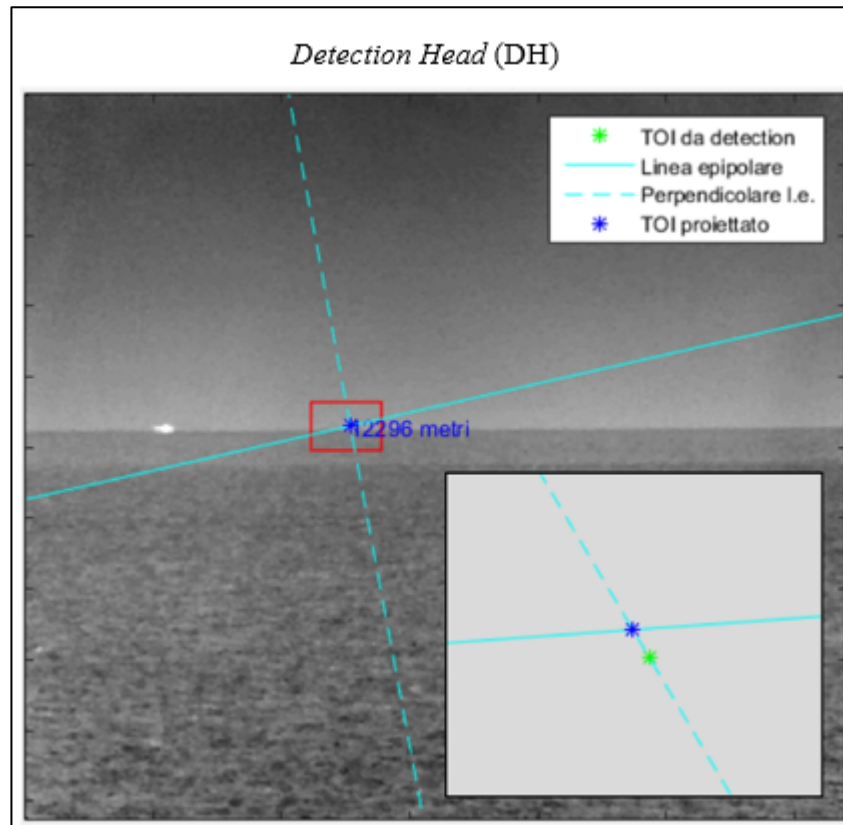 Detection Head (DH)
TOI da detection
Linea epipolare
Perpendicolare l.e.
TOI proiettato
12296 metri